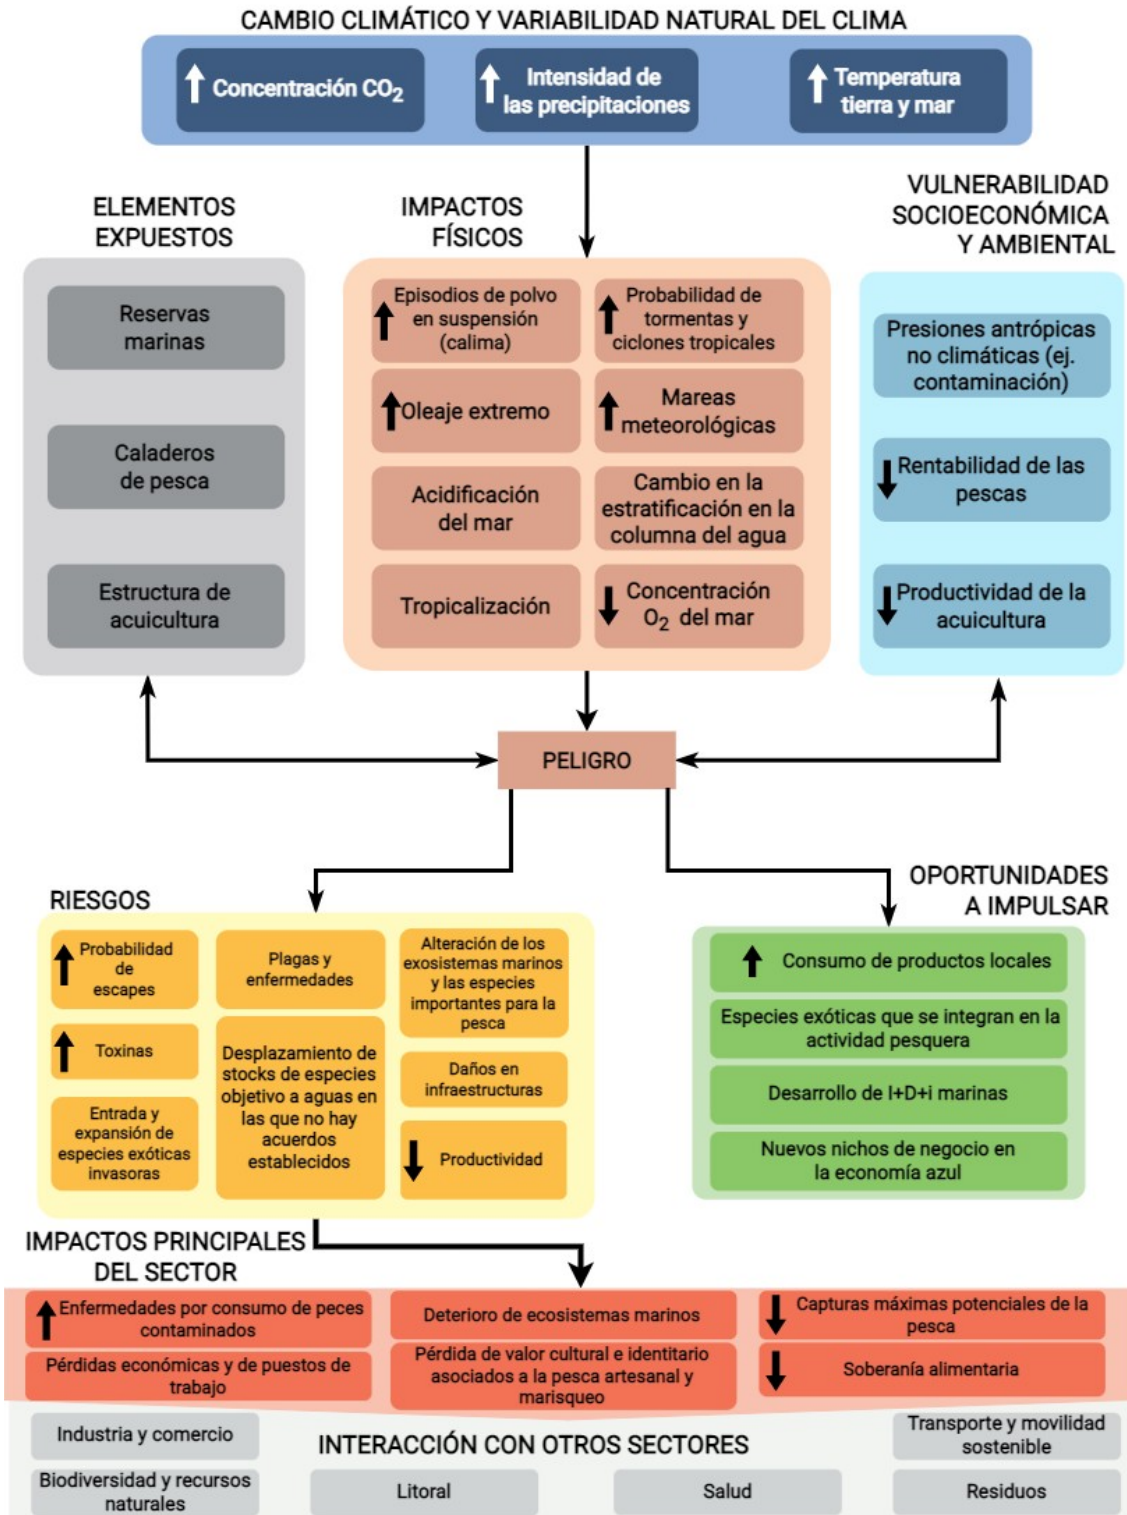 CAMBIO CLIMÁTICO Y VARIABILIDAD NATURAL DEL CLIMA
Concentración CO₂
Intensidad de
las precipitaciones
Temperatura
tierra y mar
ELEMENTOS
EXPUESTOS
Reservas
marinas
Caladeros
de pesca
Estructura de
acuicultura
IMPACTOS
FÍSICOS
Episodios de polvo
en suspensión
(calima)
Probabilidad de
tormentas y
ciclones tropicales
Oleaje extremo
Mareas
meteorológicas
Acidificación
del mar
Cambio en la
estratificación en la
columna del agua
Tropicalización
Concentración
O₂ del mar
VULNERABILIDAD
SOCIOECONÓMICA
Y AMBIENTAL
Presiones antrópicas
no climáticas (ej.
contaminación)
Rentabilidad de las
pescas
Productividad de la
acuicultura
PELIGRO
RIESGOS
Probabilidad
de
escapes
Plagas y
enfermedades
Alteración de los
exosistemas marinos
y las especies
importantes para la
pesca
Toxinas
Desplazamiento de
stocks de especies
objetivo a aguas en
las que no hay
acuerdos
establecidos
Daños en
infraestructuras
Entrada y
expansión de
especies exóticas
invasoras
Productividad
OPORTUNIDADES
A IMPULSAR
Consumo de productos locales
Especies exóticas que se integran en la
actividad pesquera
Desarrollo de I+D+i marinas
Nuevos nichos de negocio en
la economía azul
IMPACTOS PRINCIPALES
DEL SECTOR
Enfermedades por consumo de peces
contaminados
Deterioro de ecosistemas marinos
Capturas máximas potenciales de la
pesca
Pérdidas económicas y de puestos de
trabajo
Pérdida de valor cultural e identitario
asociados a la pesca artesanal y
marisqueo
Soberanía alimentaria
INTERACCIÓN CON OTROS SECTORES
Industria y comercio
Transporte y movilidad
sostenible
Biodiversidad y recursos
naturales
Litoral
Salud
Residuos